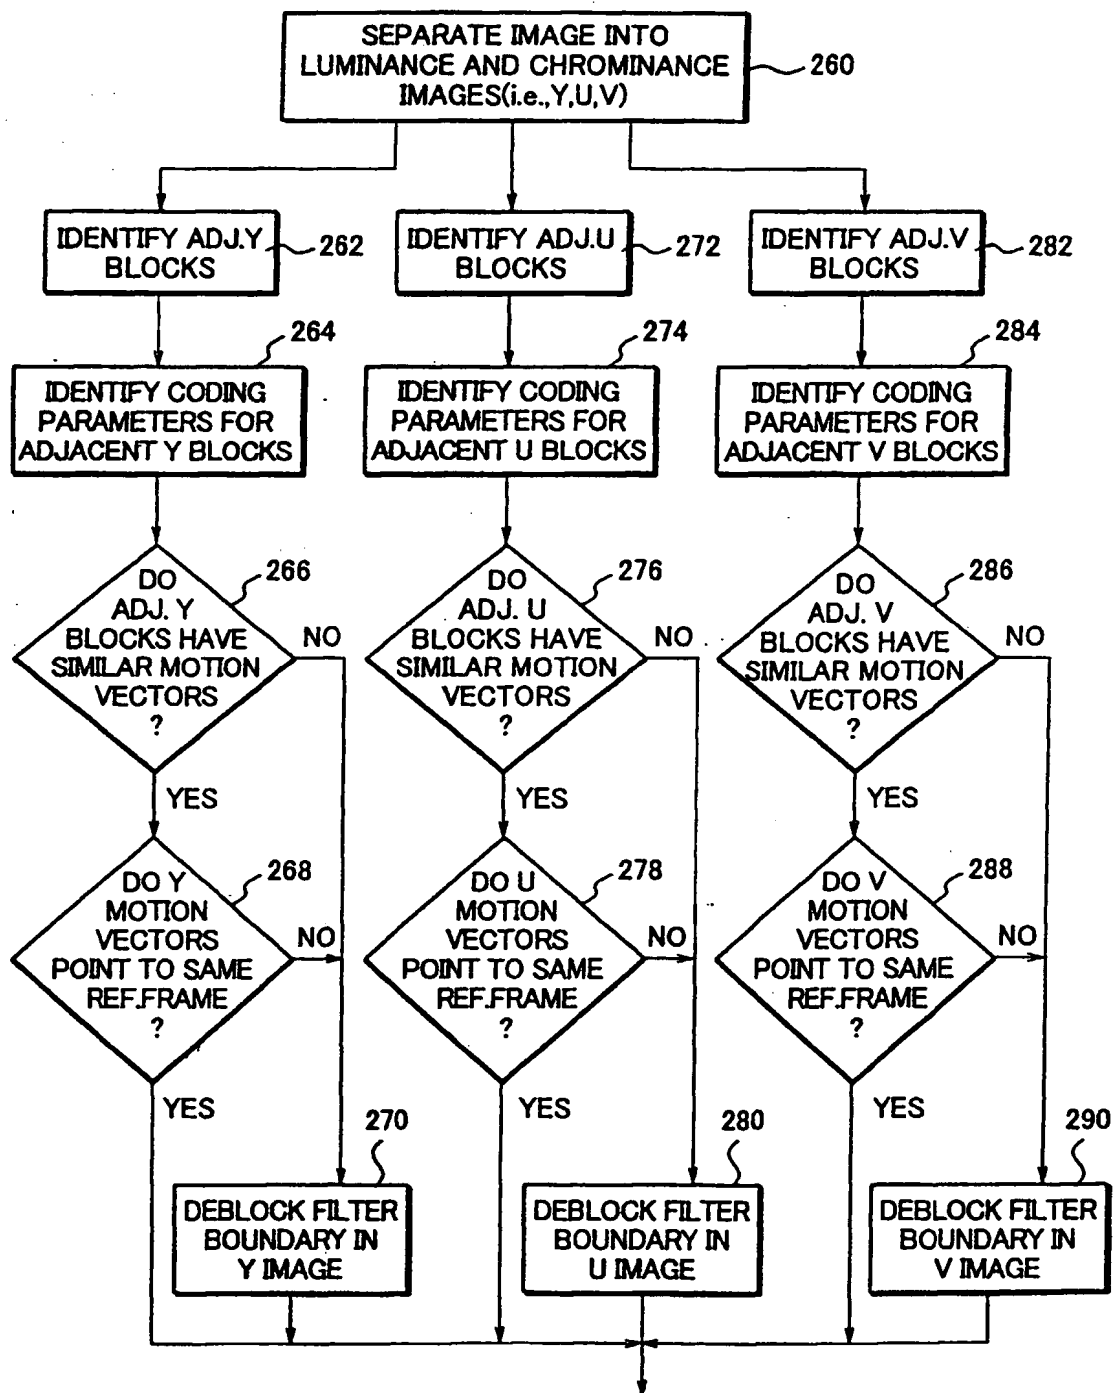 SEPARATE IMAGE INTO
LUMINANCE AND CHROMINANCE
IMAGES(i.e.,Y,U,V)
260
IDENTIFY ADJ.Y
BLOCKS
262
IDENTIFY ADJ.U
BLOCKS
272
IDENTIFY ADJ.V
BLOCKS
282
264
IDENTIFY CODING
PARAMETERS FOR
ADJACENT Y BLOCKS
274
IDENTIFY CODING
PARAMETERS FOR
ADJACENT U BLOCKS
284
IDENTIFY CODING
PARAMETERS FOR
ADJACENT V BLOCKS
266
DO
ADJ. Y
BLOCKS HAVE
SIMILAR MOTION
VECTORS
?
NO
YES
276
DO
ADJ. U
BLOCKS HAVE
SIMILAR MOTION
VECTORS
?
NO
YES
286
DO
ADJ. V
BLOCKS HAVE
SIMILAR MOTION
VECTORS
?
NO
YES
268
DO Y
MOTION
VECTORS
POINT TO SAME
REF.FRAME
?
NO
YES
278
DO U
MOTION
VECTORS
POINT TO SAME
REF.FRAME
?
NO
YES
288
DO V
MOTION
VECTORS
POINT TO SAME
REF.FRAME
?
NO
YES
270
DEBLOCK FILTER
BOUNDARY IN
Y IMAGE
280
DEBLOCK FILTER
BOUNDARY IN
U IMAGE
290
DEBLOCK FILTER
BOUNDARY IN
V IMAGE